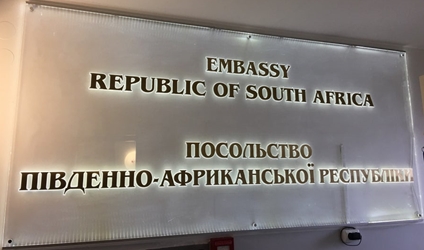 EMBASSY
REPUBLIC OF SOUTH AFRICA
ПОСОЛЬСТВО
ПІВДЕННО-АФРИКАНСЬКОЇ РЕСПУБЛІКИ